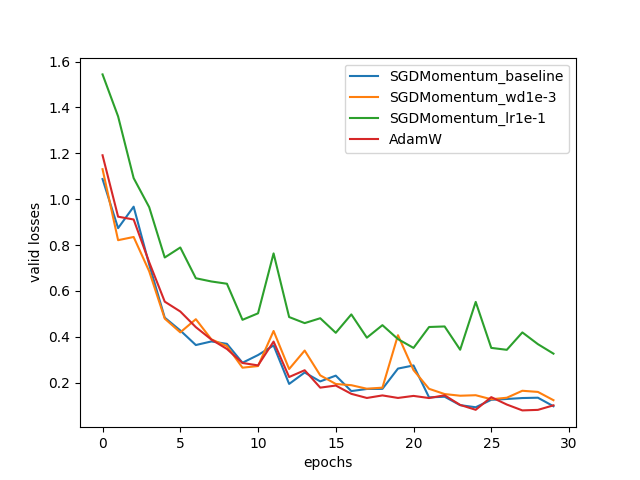 1.6
1.4
1.2
1.0
0.8
0.6
0.4
0.2
valid losses
SGDMomentum_baseline
SGDMomentum_wd1e-3
SGDMomentum_lr1e-1
AdamW
0 5 10 15 20 25 30
epochs